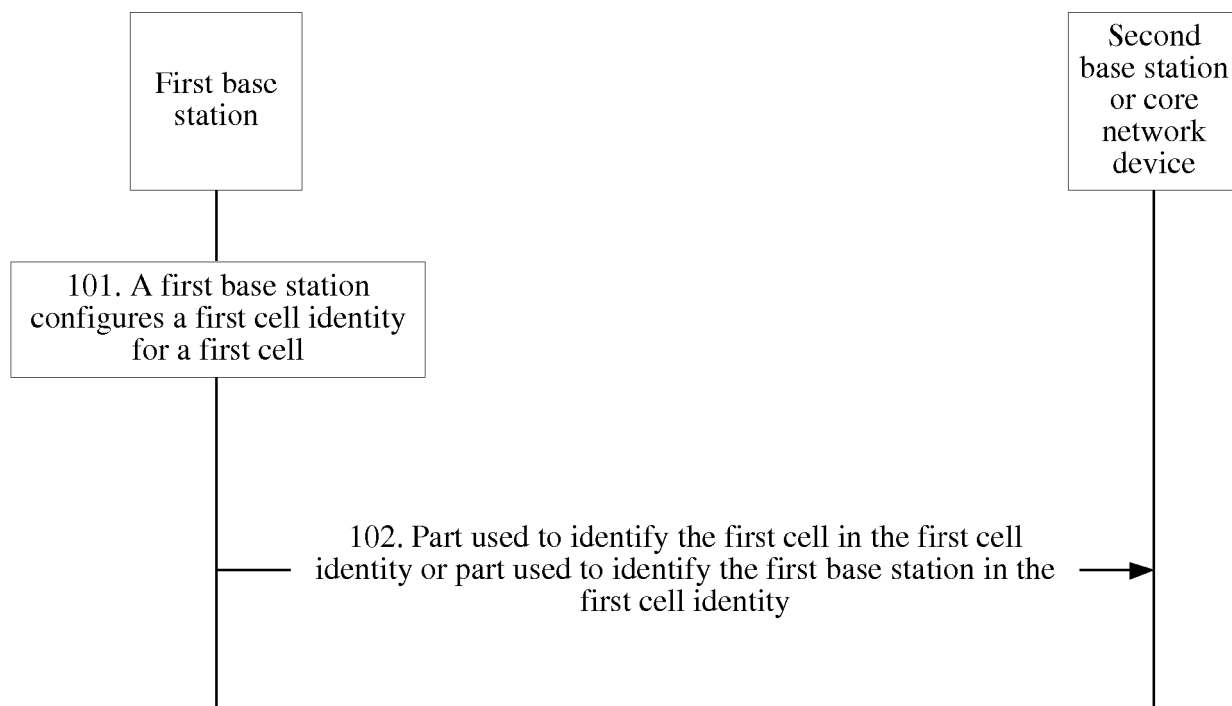 First base
station
Second
base station
or core
network
device
101. A first base station
configures a first cell identity
for a first cell
102. Part used to identify the first cell in the first cell
identity or part used to identify the first base station in the
first cell identity